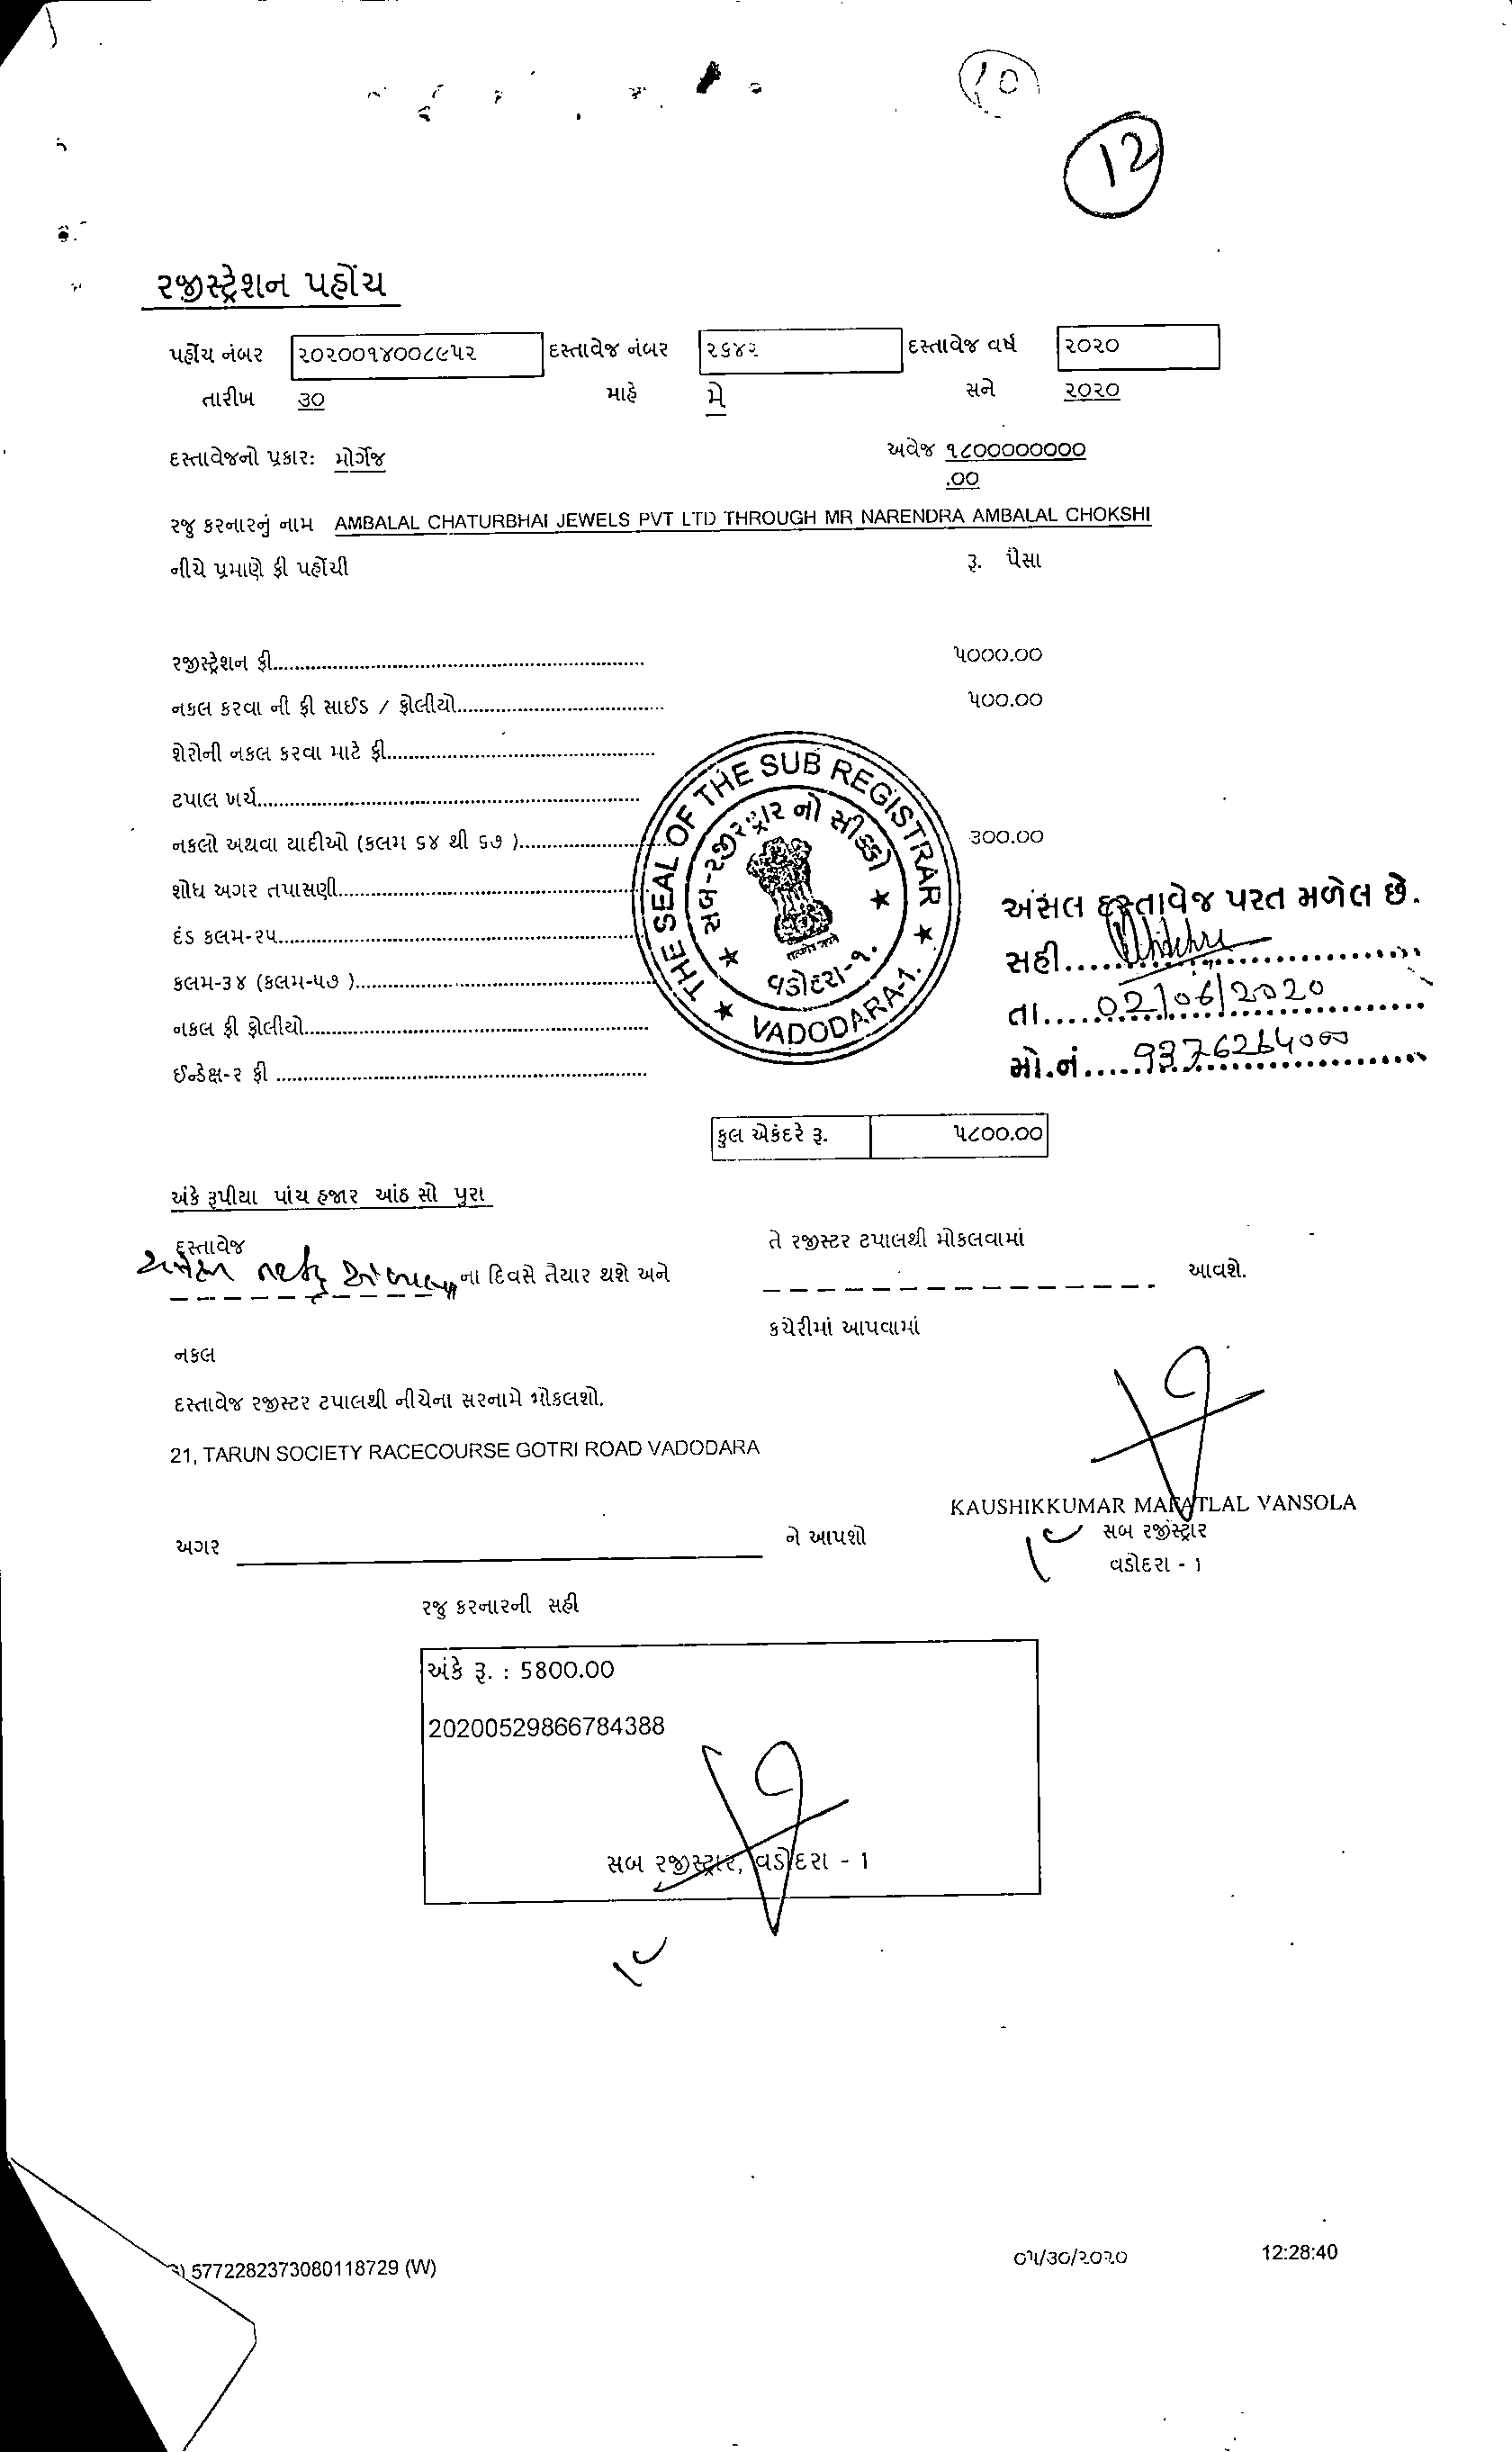 10
12
રજીસ્ટ્રેશન પહોંચ
પહોંચ નંબર ૨૦૨૦૦૧૪૦૦૮૯૫૨ દસ્તાવેજ નંબર ૨૬૪૨ દસ્તાવેજ વર્ષ ૨૦૨૦
તારીખ ૩૦ માહે મે સને ૨૦૨૦
દસ્તાવેજનો પ્રકાર: મોર્ગેજ અવેજ ૧૮૦૦૦૦૦૦૦૦
.૦૦
રજુ કરનારનું નામ AMBALAL CHATURBHAI JEWELS PVT LTD THROUGH MR NARENDRA AMBALAL CHOKSHI
નીચે પ્રમાણે ફી પહોંચી રૂ. પૈસા
રજીસ્ટ્રેશન ફી ૫૦૦૦.૦૦
નકલ કરવા ની ફી સાઈડ / ફોલીયો ૫૦૦.૦૦
શેરોની નકલ કરવા માટે ફી
ટપાલ ખર્ચ
નકલો અથવા યાદીઓ (કલમ ૬૪ થી ૬૭ ) ૩૦૦.૦૦
શોધ અગર તપાસણી
દંડ કલમ-૨૫
કલમ-૩૪ (કલમ-૫૭ )
નકલ ફી ફોલીયો
ઈન્ડેક્ષ-૨ ફી
THE SEAL OF THE SUB REGISTRAR
VADODARA-1.
સબ-રજીસ્ટ્રાર નો સીક્કો
વડોદરા-૧.
અસલ દસ્તાવેજ પરત મળેલ છે.
સહી
તા 02/06/2020
મો.નં 9376264000
કુલ એકંદરે રૂ. ૫૮૦૦.૦૦
અંકે રૂપીયા પાંચ હજાર આંઠ સો પુરા
દસ્તાવેજ તે રજીસ્ટર ટપાલથી મોકલવામાં
ના દિવસે તૈયાર થશે અને આવશે.
કચેરીમાં આપવામાં
નકલ
દસ્તાવેજ રજીસ્ટર ટપાલથી નીચેના સરનામે મોકલશો.
21, TARUN SOCIETY RACECOURSE GOTRI ROAD VADODARA
KAUSHIKKUMAR MAFATLAL VANSOLA
અગર ને આપશો સબ રજીસ્ટ્રાર
વડોદરા - ૧
રજુ કરનારની સહી
અંકે રૂ. : 5800.00
20200529866784388
સબ રજીસ્ટ્રાર, વડોદરા - 1
5772282373080118729 (W) ૦૫/૩૦/૨૦૨૦ 12:28:40